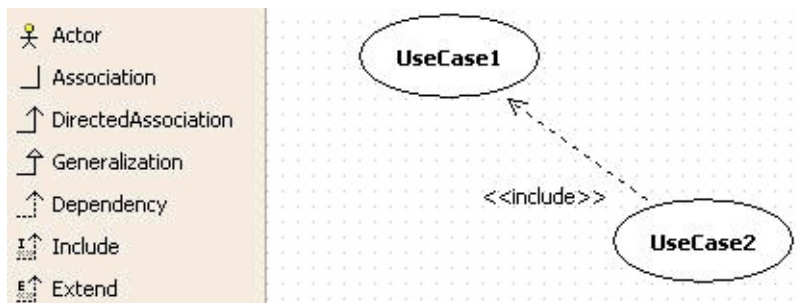 Actor
Association
DirectedAssociation
Generalization
Dependency
I Include
E Extend
UseCase1
<<include>>
UseCase2